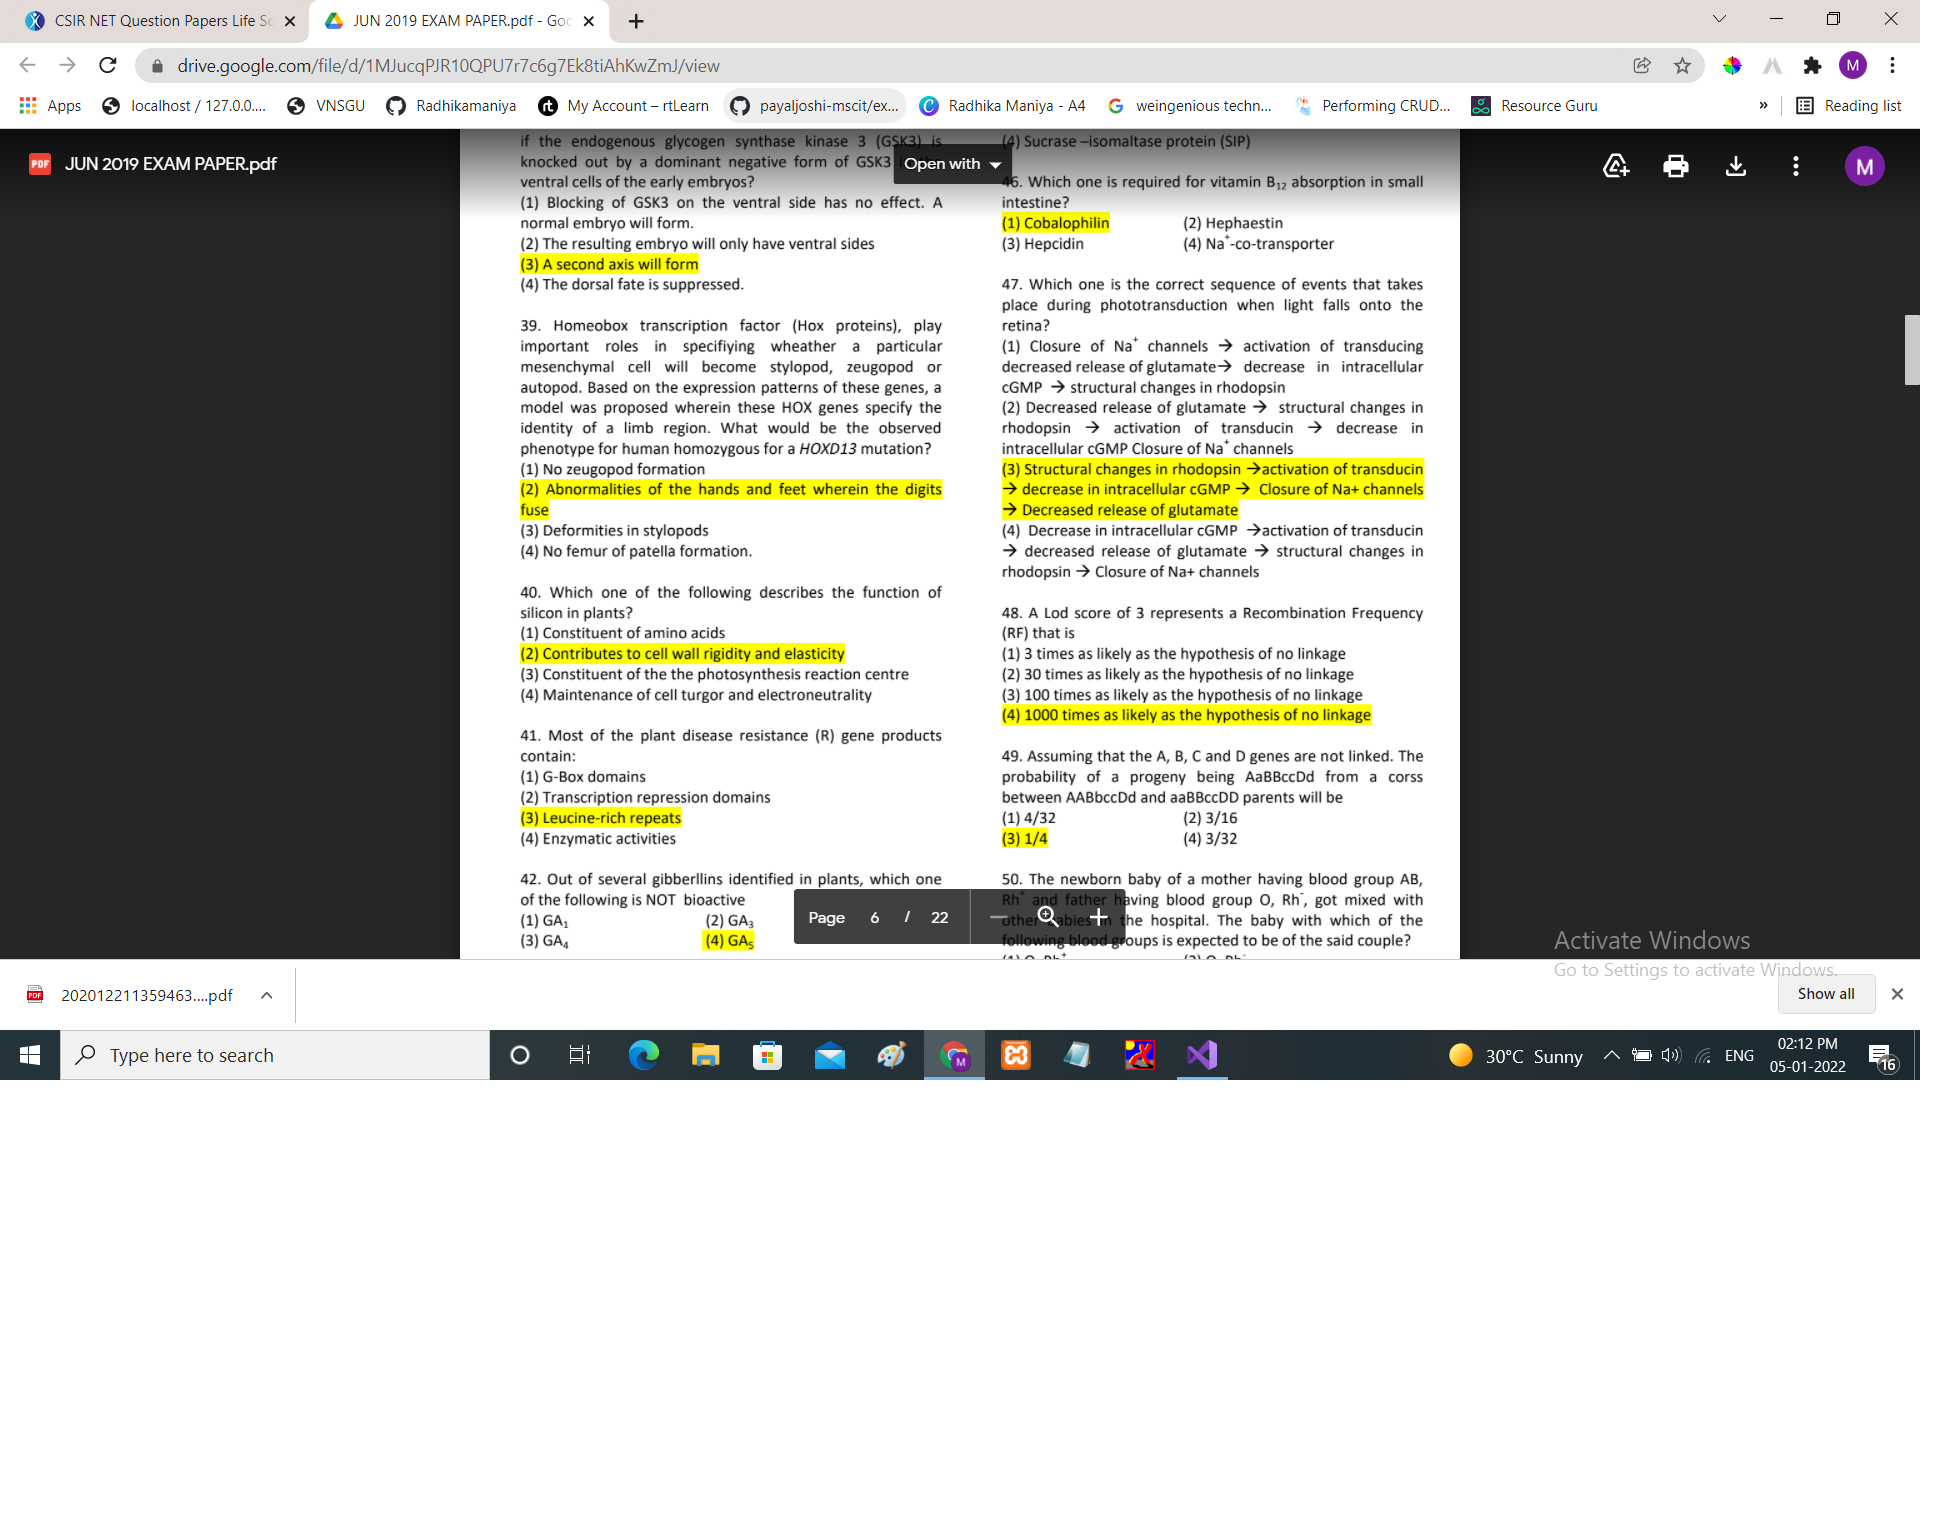 CSIR NET Question Papers Life Sc
JUN 2019 EXAM PAPER.pdf - Goo
drive.google.com/file/d/1MJucqPJR10QPU7r7c6g7Ek8tiAhKwZmJ/view
M
Apps
localhost / 127.0.0....
VNSGU
Radhikamaniya
My Account – rtLearn
payaljoshi-mscit/ex...
Radhika Maniya - A4
weingenious techn...
Performing CRUD...
Resource Guru
»
Reading list
PDF
JUN 2019 EXAM PAPER.pdf
Open with
M
if the endogenous glycogen synthase kinase 3 (GSK3) is
knocked out by a dominant negative form of GSK3
ventral cells of the early embryos?
(1) Blocking of GSK3 on the ventral side has no effect. A
normal embryo will form.
(2) The resulting embryo will only have ventral sides
(3) A second axis will form
(4) The dorsal fate is suppressed.
39. Homeobox transcription factor (Hox proteins), play
important roles in specifiying wheather a particular
mesenchymal cell will become stylopod, zeugopod or
autopod. Based on the expression patterns of these genes, a
model was proposed wherein these HOX genes specify the
identity of a limb region. What would be the observed
phenotype for human homozygous for a HOXD13 mutation?
(1) No zeugopod formation
(2) Abnormalities of the hands and feet wherein the digits
fuse
(3) Deformities in stylopods
(4) No femur of patella formation.
40. Which one of the following describes the function of
silicon in plants?
(1) Constituent of amino acids
(2) Contributes to cell wall rigidity and elasticity
(3) Constituent of the the photosynthesis reaction centre
(4) Maintenance of cell turgor and electroneutrality
41. Most of the plant disease resistance (R) gene products
contain:
(1) G-Box domains
(2) Transcription repression domains
(3) Leucine-rich repeats
(4) Enzymatic activities
42. Out of several gibberllins identified in plants, which one
of the following is NOT bioactive
(1) GA₁ (2) GA₃
(3) GA₄ (4) GA₅
(4) Sucrase –isomaltase protein (SIP)
46. Which one is required for vitamin B₁₂ absorption in small
intestine?
(1) Cobalophilin (2) Hephaestin
(3) Hepcidin (4) Na⁺-co-transporter
47. Which one is the correct sequence of events that takes
place during phototransduction when light falls onto the
retina?
(1) Closure of Na⁺ channels → activation of transducing
decreased release of glutamate→ decrease in intracellular
cGMP → structural changes in rhodopsin
(2) Decreased release of glutamate → structural changes in
rhodopsin → activation of transducin → decrease in
intracellular cGMP Closure of Na⁺ channels
(3) Structural changes in rhodopsin →activation of transducin
→ decrease in intracellular cGMP → Closure of Na+ channels
→ Decreased release of glutamate
(4) Decrease in intracellular cGMP →activation of transducin
→ decreased release of glutamate → structural changes in
rhodopsin → Closure of Na+ channels
48. A Lod score of 3 represents a Recombination Frequency
(RF) that is
(1) 3 times as likely as the hypothesis of no linkage
(2) 30 times as likely as the hypothesis of no linkage
(3) 100 times as likely as the hypothesis of no linkage
(4) 1000 times as likely as the hypothesis of no linkage
49. Assuming that the A, B, C and D genes are not linked. The
probability of a progeny being AaBBccDd from a corss
between AABbccDd and aaBBccDD parents will be
(1) 4/32 (2) 3/16
(3) 1/4 (4) 3/32
50. The newborn baby of a mother having blood group AB,
Rh⁺ and father having blood group O, Rh⁻, got mixed with
other babies in the hospital. The baby with which of the
following blood groups is expected to be of the said couple?
(1) O, Rh⁺ (2) O, Rh⁻
Page 6 / 22
Activate Windows
Go to Settings to activate Windows.
PDF
202012211359463....pdf
Show all
Type here to search
M
30°C Sunny
ENG
02:12 PM
05-01-2022
16